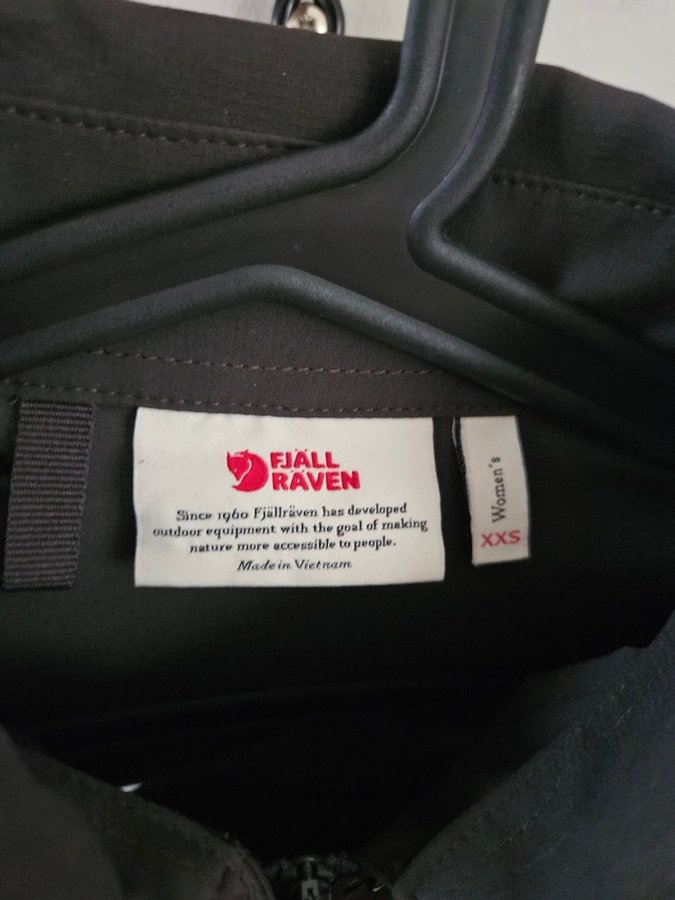 FJÄLL
RÄVEN
Since 1960 Fjällräven has developed
outdoor equipment with the goal of making
nature more accessible to people.
Made in Vietnam
Women's
XXS